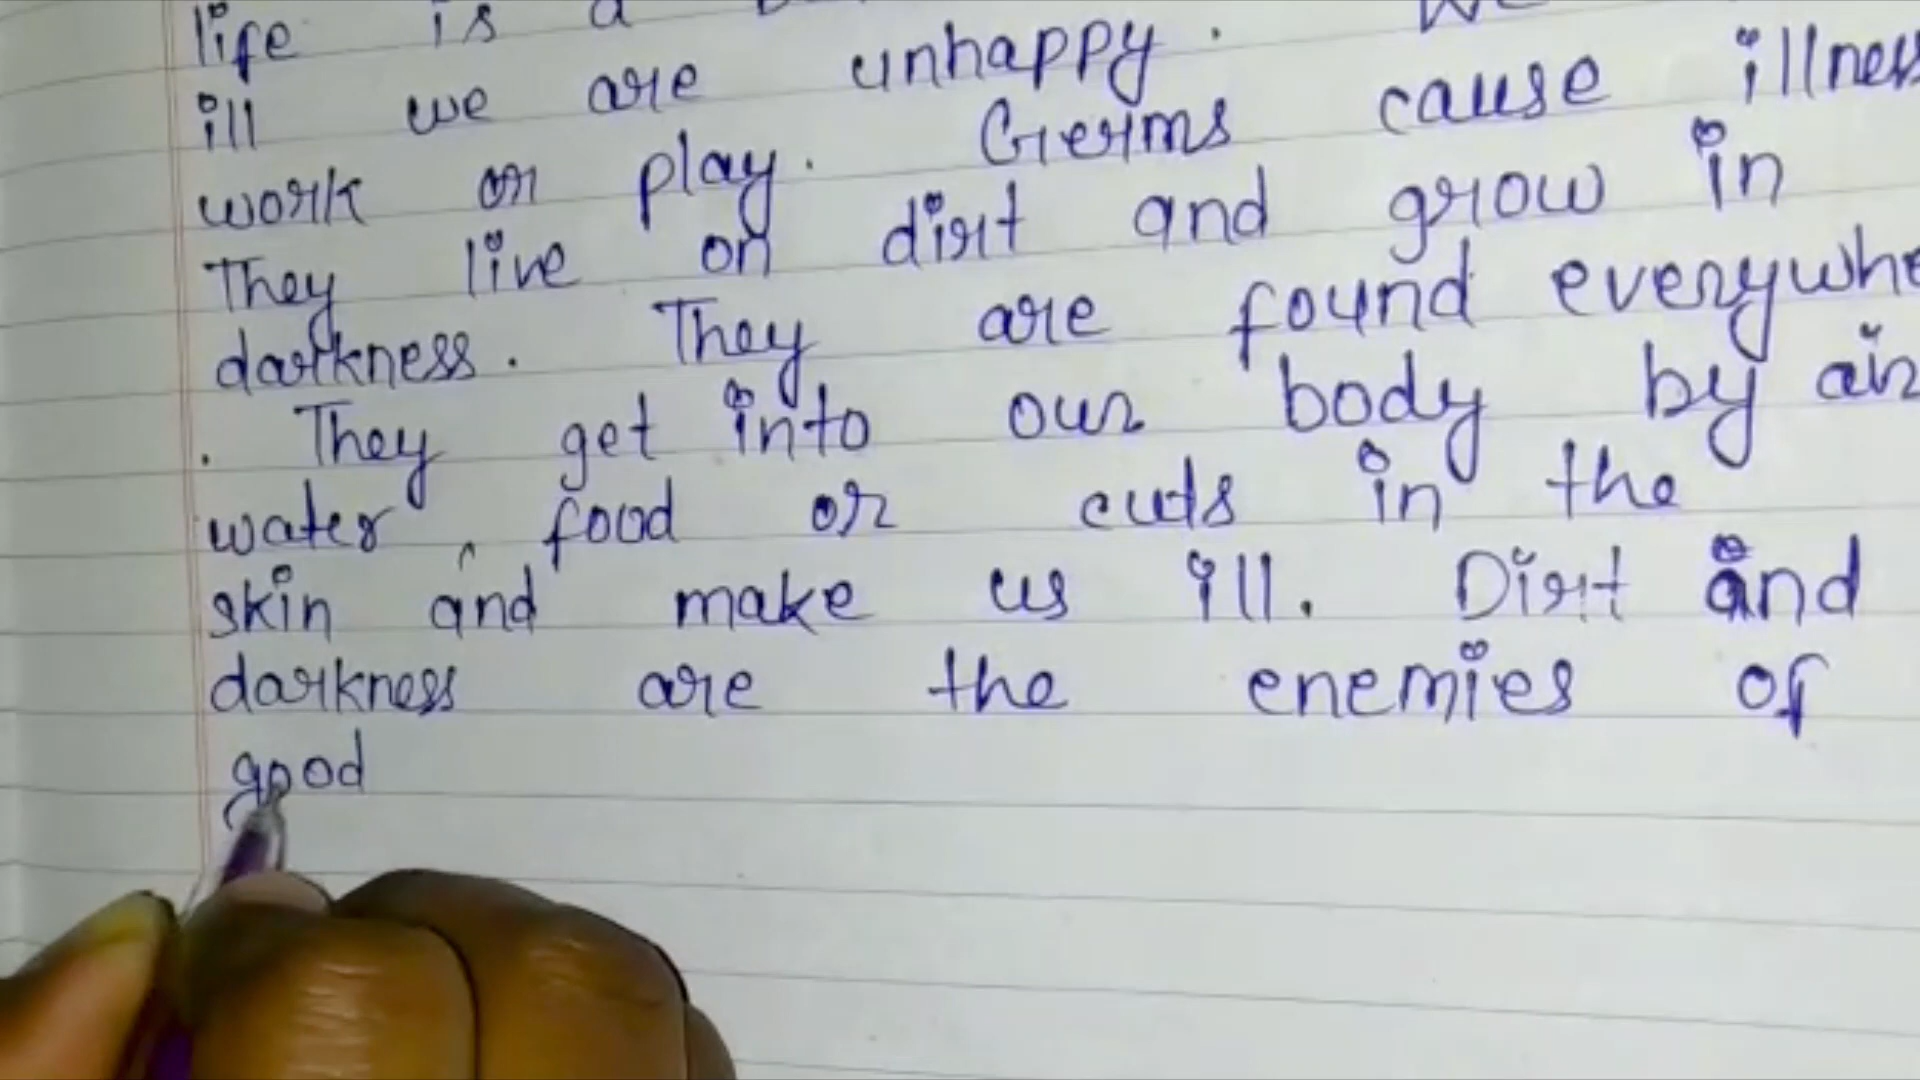 life is a
ill we are unhappy.
work or play. Germs cause illness
They live on dirt and grow in
darkness. They are found everywhe
. They get into our body by air
water, food or cuts in the
skin and make us ill. Dirt and
darkness are the enemies of
good